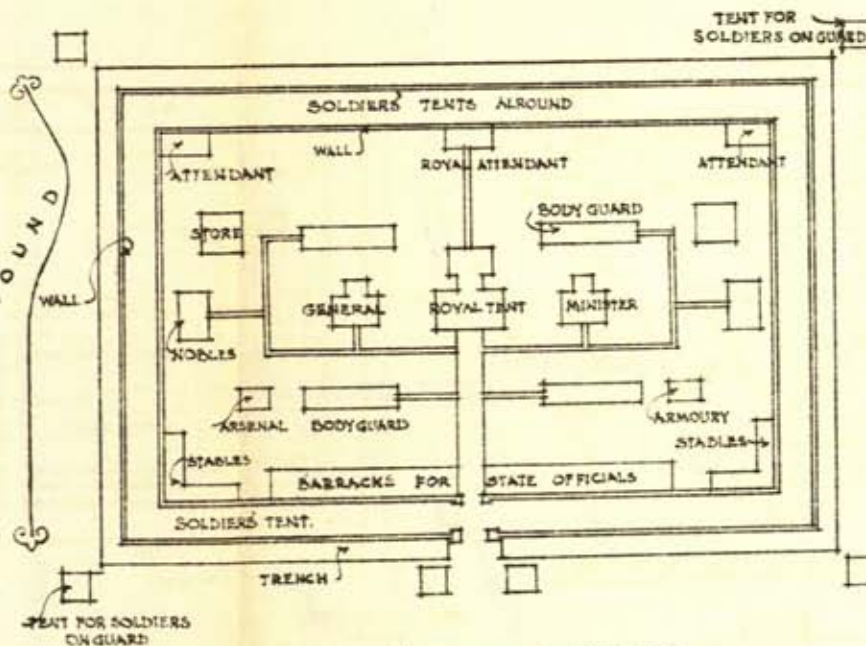 TENT FOR
SOLDIERS ON GUARD
SOLDIERS' TENTS ALROUND
WALL
ATTENDANT
ROYAL ATTENDANT
ATTENDANT
BODY GUARD
STORE
OUND
WALL
GENERAL
ROYAL TENT
MINISTER
NOBLES
ARSENAL
BODYGUARD
ARMOURY
STABLES
STABLES
BARRACKS FOR STATE OFFICIALS
SOLDIERS' TENT.
TRENCH
TENT FOR SOLDIERS
ON GUARD